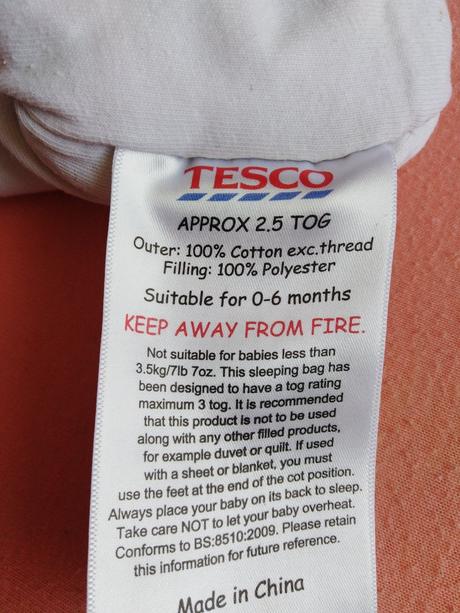 TESCO
APPROX 2.5 TOG
Outer: 100% Cotton exc.thread
Filling: 100% Polyester
Suitable for 0-6 months
KEEP AWAY FROM FIRE.
Not suitable for babies less than
3.5kg/7lb 7oz. This sleeping bag has
been designed to have a tog rating
maximum 3 tog. It is recommended
that this product is not to be used
along with any other filled products,
for example duvet or quilt. If used
with a sheet or blanket, you must
use the feet at the end of the cot position.
Always place your baby on its back to sleep.
Take care NOT to let your baby overheat.
Conforms to BS:8510:2009. Please retain
this information for future reference.
Made in China